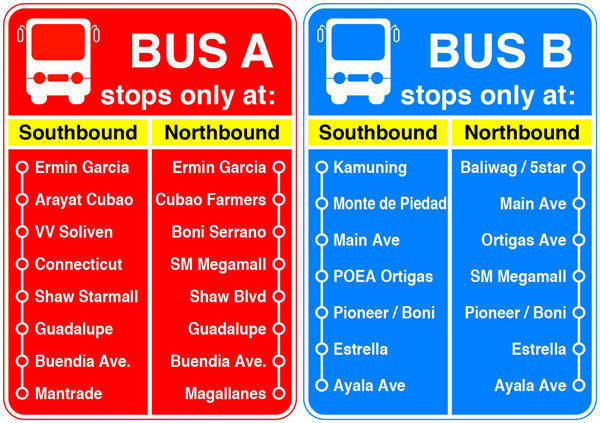 BUS A
stops only at:
Southbound
Ermin Garcia
Arayat Cubao
VV Soliven
Connecticut
Shaw Starmall
Guadalupe
Buendia Ave.
Mantrade
Northbound
Ermin Garcia
Cubao Farmers
Boni Serrano
SM Megamall
Shaw Blvd
Guadalupe
Buendia Ave.
Magallanes
BUS B
stops only at:
Southbound
Kamuning
Monte de Piedad
Main Ave
POEA Ortigas
Pioneer / Boni
Estrella
Ayala Ave
Northbound
Baliwag / 5star
Main Ave
Ortigas Ave
SM Megamall
Pioneer / Boni
Estrella
Ayala Ave